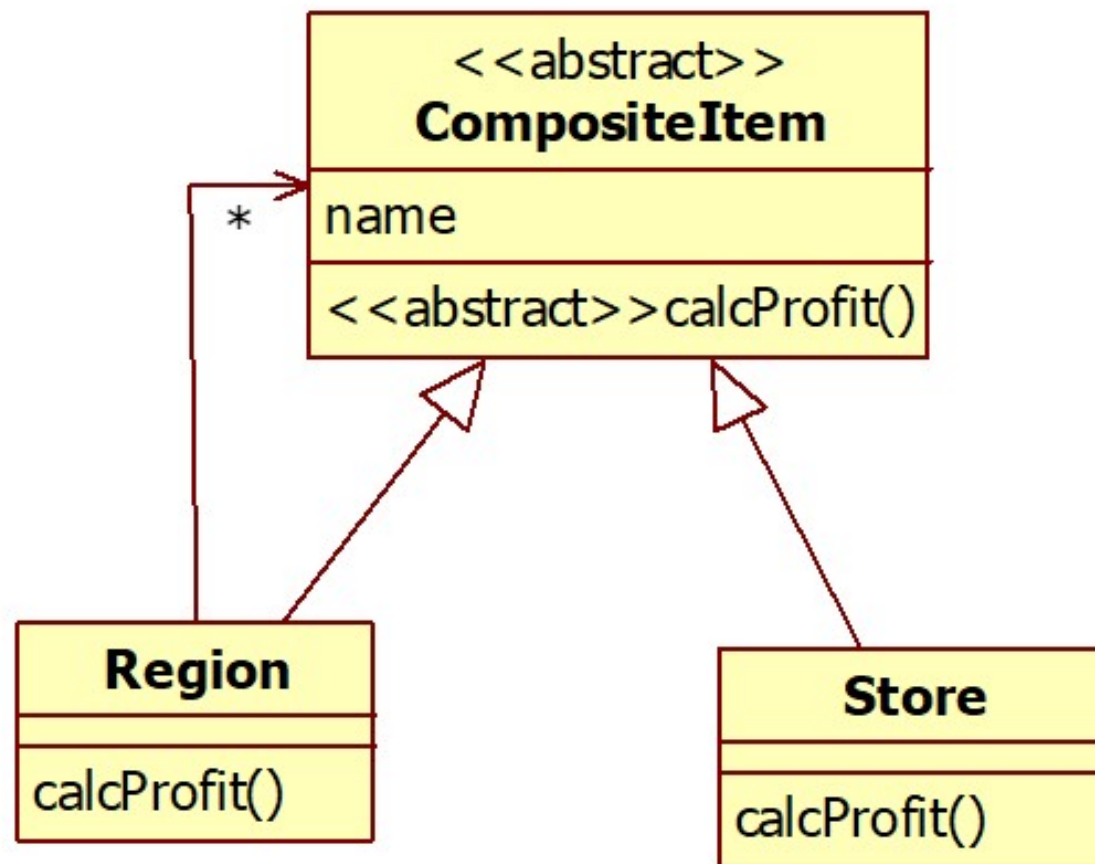 <<abstract>>
CompositeItem
*
name
<<abstract>>calcProfit()
Region
calcProfit()
Store
calcProfit()